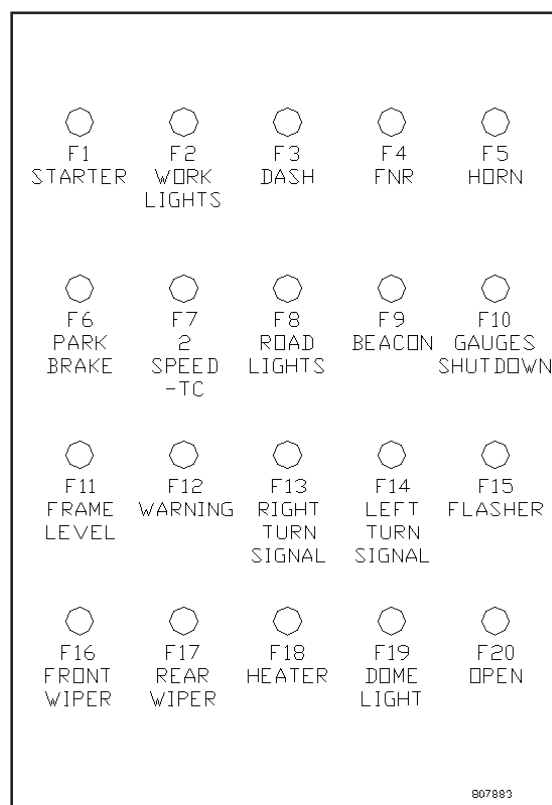 F1 F2 F3 F4 F5
STARTER WORK DASH FNR HORN
LIGHTS
F6 F7 F8 F9 F10
PARK 2 ROAD BEACON GAUGES
BRAKE SPEED LIGHTS SHUTDOWN
-TC
F11 F12 F13 F14 F15
FRAME WARNING RIGHT LEFT FLASHER
LEVEL TURN TURN
SIGNAL SIGNAL
F16 F17 F18 F19 F20
FRONT REAR HEATER DOME OPEN
WIPER WIPER LIGHT
807883